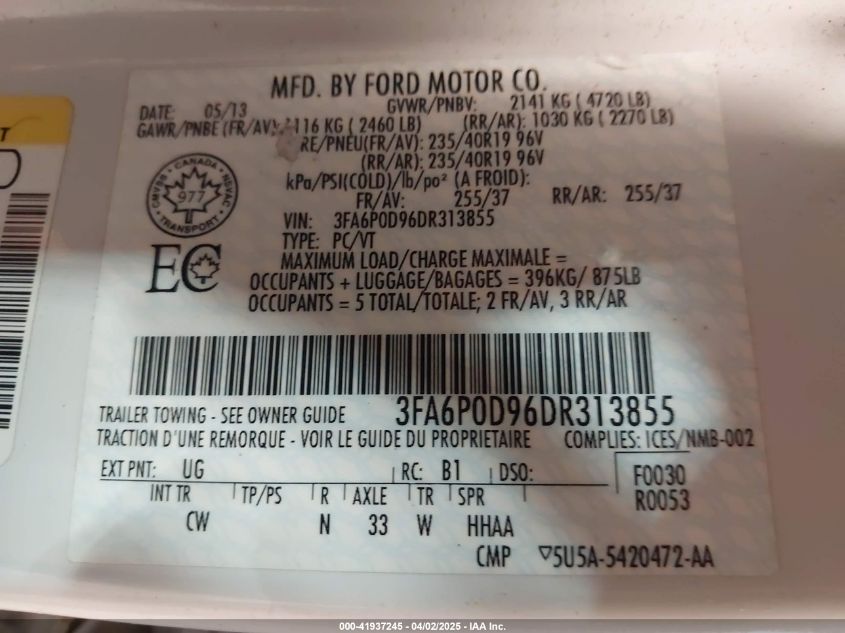 MFD. BY FORD MOTOR CO.
DATE: 05/13 GVWR/PNBV: 2141 KG ( 4720 LB)
GAWR/PNBE (FR/AV): 1116 KG ( 2460 LB) (RR/AR): 1030 KG ( 2270 LB)
RE/PNEU(FR/AV): 235/40R19 96V
(RR/AR): 235/40R19 96V
kPa/PSI(COLD)/lb/po² (A FROID):
FR/AV: 255/37 RR/AR: 255/37
CANADA
CMVSS NSVAC
977
TRANSPORT
VIN: 3FA6P0D96DR313855
TYPE: PC/VT
EC
MAXIMUM LOAD/CHARGE MAXIMALE =
OCCUPANTS + LUGGAGE/BAGAGES = 396KG/ 875LB
OCCUPANTS = 5 TOTAL/TOTALE; 2 FR/AV, 3 RR/AR
TRAILER TOWING - SEE OWNER GUIDE 3FA6P0D96DR313855
TRACTION D'UNE REMORQUE - VOIR LE GUIDE DU PROPRIETAIRE COMPLIES: ICES/NMB-002
EXT PNT: UG RC: B1 DSO: F0030
INT TR TP/PS R AXLE TR SPR R0053
CW N 33 W HHAA
CMP ▽5U5A-5420472-AA
000-41937245 - 04/02/2025 - IAA Inc.